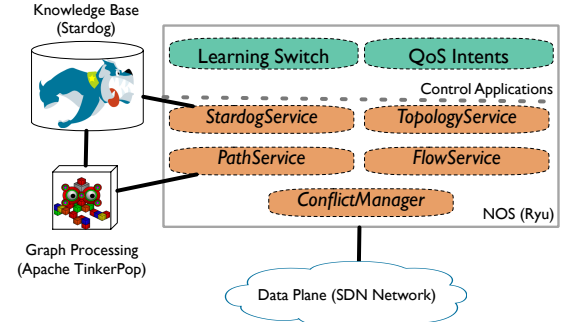 Knowledge Base
(Stardog)
Learning Switch
QoS Intents
Control Applications
StardogService
TopologyService
PathService
FlowService
ConflictManager
NOS (Ryu)
Graph Processing
(Apache TinkerPop)
Data Plane (SDN Network)